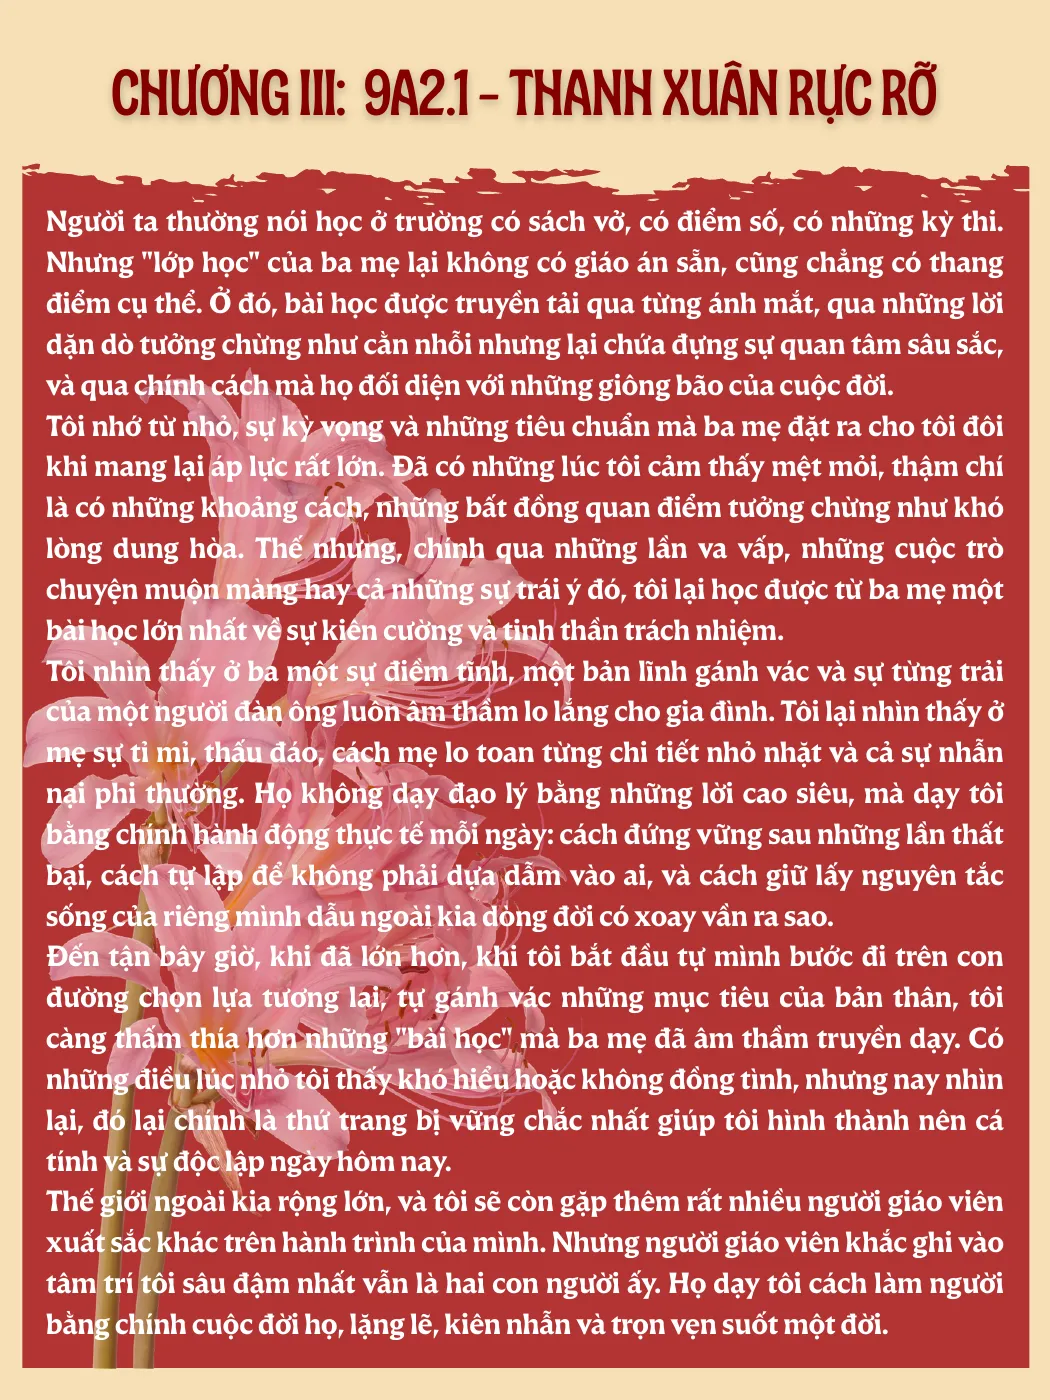 CHƯƠNG III: 9A2.1 – THANH XUÂN RỰC RỠ
Người ta thường nói học ở trường có sách vở, có điểm số, có những kỳ thi.
Nhưng "lớp học" của ba mẹ lại không có giáo án sẵn, cũng chẳng có thang
điểm cụ thể. Ở đó, bài học được truyền tải qua từng ánh mắt, qua những lời
dặn dò tưởng chừng như cằn nhỗi nhưng lại chứa đựng sự quan tâm sâu sắc,
và qua chính cách mà họ đối diện với những giông bão của cuộc đời.
Tôi nhớ từ nhỏ, sự kỳ vọng và những tiêu chuẩn mà ba mẹ đặt ra cho tôi đôi
khi mang lại áp lực rất lớn. Đã có những lúc tôi cảm thấy mệt mỏi, thậm chí
là có những khoảng cách, những bất đồng quan điểm tưởng chừng như khó
lòng dung hòa. Thế nhưng, chính qua những lần va vấp, những cuộc trò
chuyện muộn màng hay cả những sự trái ý đó, tôi lại học được từ ba mẹ một
bài học lớn nhất về sự kiên cường và tinh thần trách nhiệm.
Tôi nhìn thấy ở ba một sự điềm tĩnh, một bản lĩnh gánh vác và sự từng trải
của một người đàn ông luôn âm thầm lo lắng cho gia đình. Tôi lại nhìn thấy ở
mẹ sự tỉ mỉ, thấu đáo, cách mẹ lo toan từng chi tiết nhỏ nhặt và cả sự nhẫn
nại phi thường. Họ không dạy đạo lý bằng những lời cao siêu, mà dạy tôi
bằng chính hành động thực tế mỗi ngày: cách đứng vững sau những lần thất
bại, cách tự lập để không phải dựa dẫm vào ai, và cách giữ lấy nguyên tắc
sống của riêng mình dẫu ngoài kia dòng đời có xoay vần ra sao.
Đến tận bây giờ, khi đã lớn hơn, khi tôi bắt đầu tự mình bước đi trên con
đường chọn lựa tương lai, tự gánh vác những mục tiêu của bản thân, tôi
càng thấm thía hơn những "bài học" mà ba mẹ đã âm thầm truyền dạy. Có
những điều lúc nhỏ tôi thấy khó hiểu hoặc không đồng tình, nhưng nay nhìn
lại, đó lại chính là thứ trang bị vững chắc nhất giúp tôi hình thành nên cá
tính và sự độc lập ngày hôm nay.
Thế giới ngoài kia rộng lớn, và tôi sẽ còn gặp thêm rất nhiều người giáo viên
xuất sắc khác trên hành trình của mình. Nhưng người giáo viên khắc ghi vào
tâm trí tôi sâu đậm nhất vẫn là hai con người ấy. Họ dạy tôi cách làm người
bằng chính cuộc đời họ, lặng lẽ, kiên nhẫn và trọn vẹn suốt một đời.